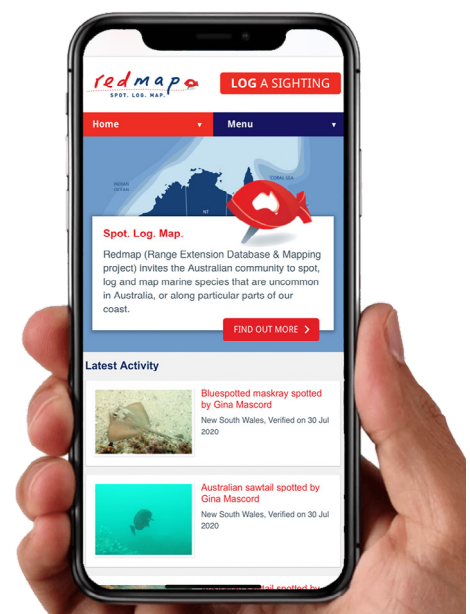 redmap
SPOT. LOG. MAP.
LOG A SIGHTING
Home
Menu
INDIAN
OCEAN
CORAL SEA
NT
Spot. Log. Map.
Redmap (Range Extension Database & Mapping
project) invites the Australian community to spot,
log and map marine species that are uncommon
in Australia, or along particular parts of our
coast.
FIND OUT MORE
Latest Activity
Bluespotted maskray spotted
by Gina Mascord
New South Wales, Verified on 30 Jul
2020
Australian sawtail spotted by
Gina Mascord
New South Wales, Verified on 30 Jul
2020
spotted by